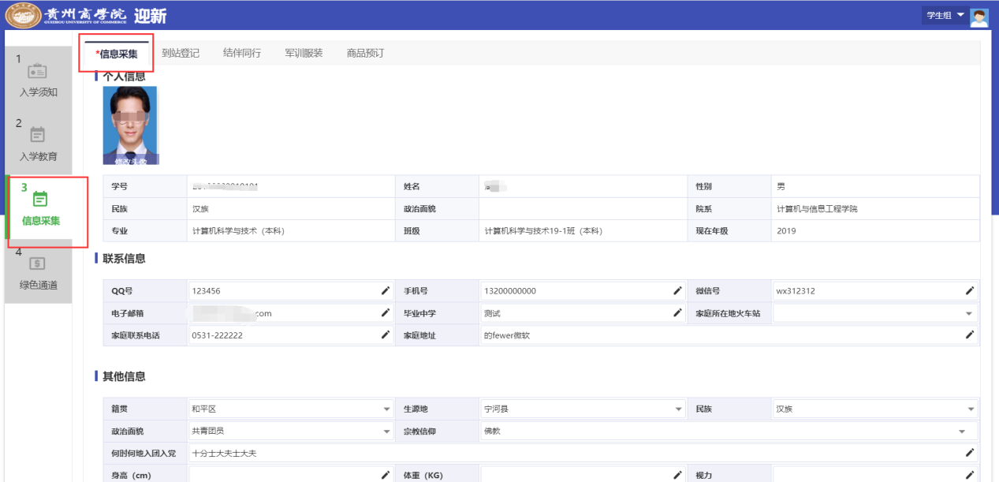 贵州商学院 迎新
GUIZHOU UNIVERSITY OF COMMERCE
学生组
1
入学须知
2
入学教育
3
信息采集
4
绿色通道
*信息采集 到站登记 结伴同行 军训服装 商品预订
个人信息
修改头像
学号 姓名 性别 男
民族 汉族 政治面貌 院系 计算机与信息工程学院
专业 计算机科学与技术（本科） 班级 计算机科学与技术19-1班（本科） 现在年级 2019
联系信息
QQ号 123456 手机号 13200000000 微信号 wx312312
电子邮箱 com 毕业中学 测试 家庭所在地火车站
家庭联系电话 0531-222222 家庭地址 的fewer微软
其他信息
籍贯 和平区 生源地 宁河县 民族 汉族
政治面貌 共青团员 宗教信仰 佛教
何时何地入团入党 十分士大夫士大夫
身高（cm） 体重（KG） 视力